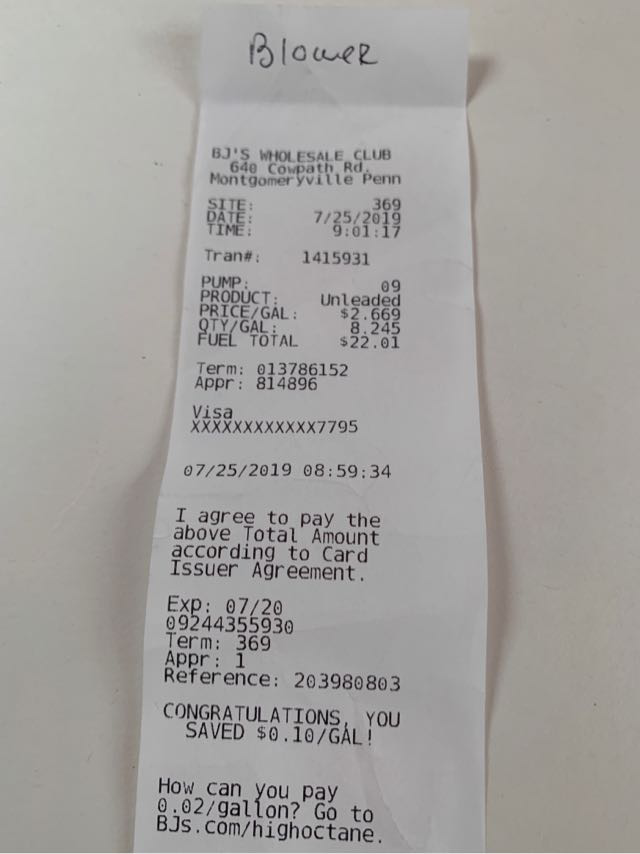 Blower
BJ'S WHOLESALE CLUB
640 Cowpath Rd.
Montgomeryville Penn
SITE: 369
DATE: 7/25/2019
TIME: 9:01:17
Tran#: 1415931
PUMP: 09
PRODUCT: Unleaded
PRICE/GAL: $2.669
QTY/GAL: 8.245
FUEL TOTAL $22.01
Term: 013786152
Appr: 814896
Visa
XXXXXXXXXXXX7795
07/25/2019 08:59:34
I agree to pay the
above Total Amount
according to Card
Issuer Agreement.
Exp: 07/20
09244355930
Term: 369
Appr: 1
Reference: 203980803
CONGRATULATIONS, YOU
SAVED $0.10/GAL!
How can you pay
0.02/gallon? Go to
BJs.com/highoctane.